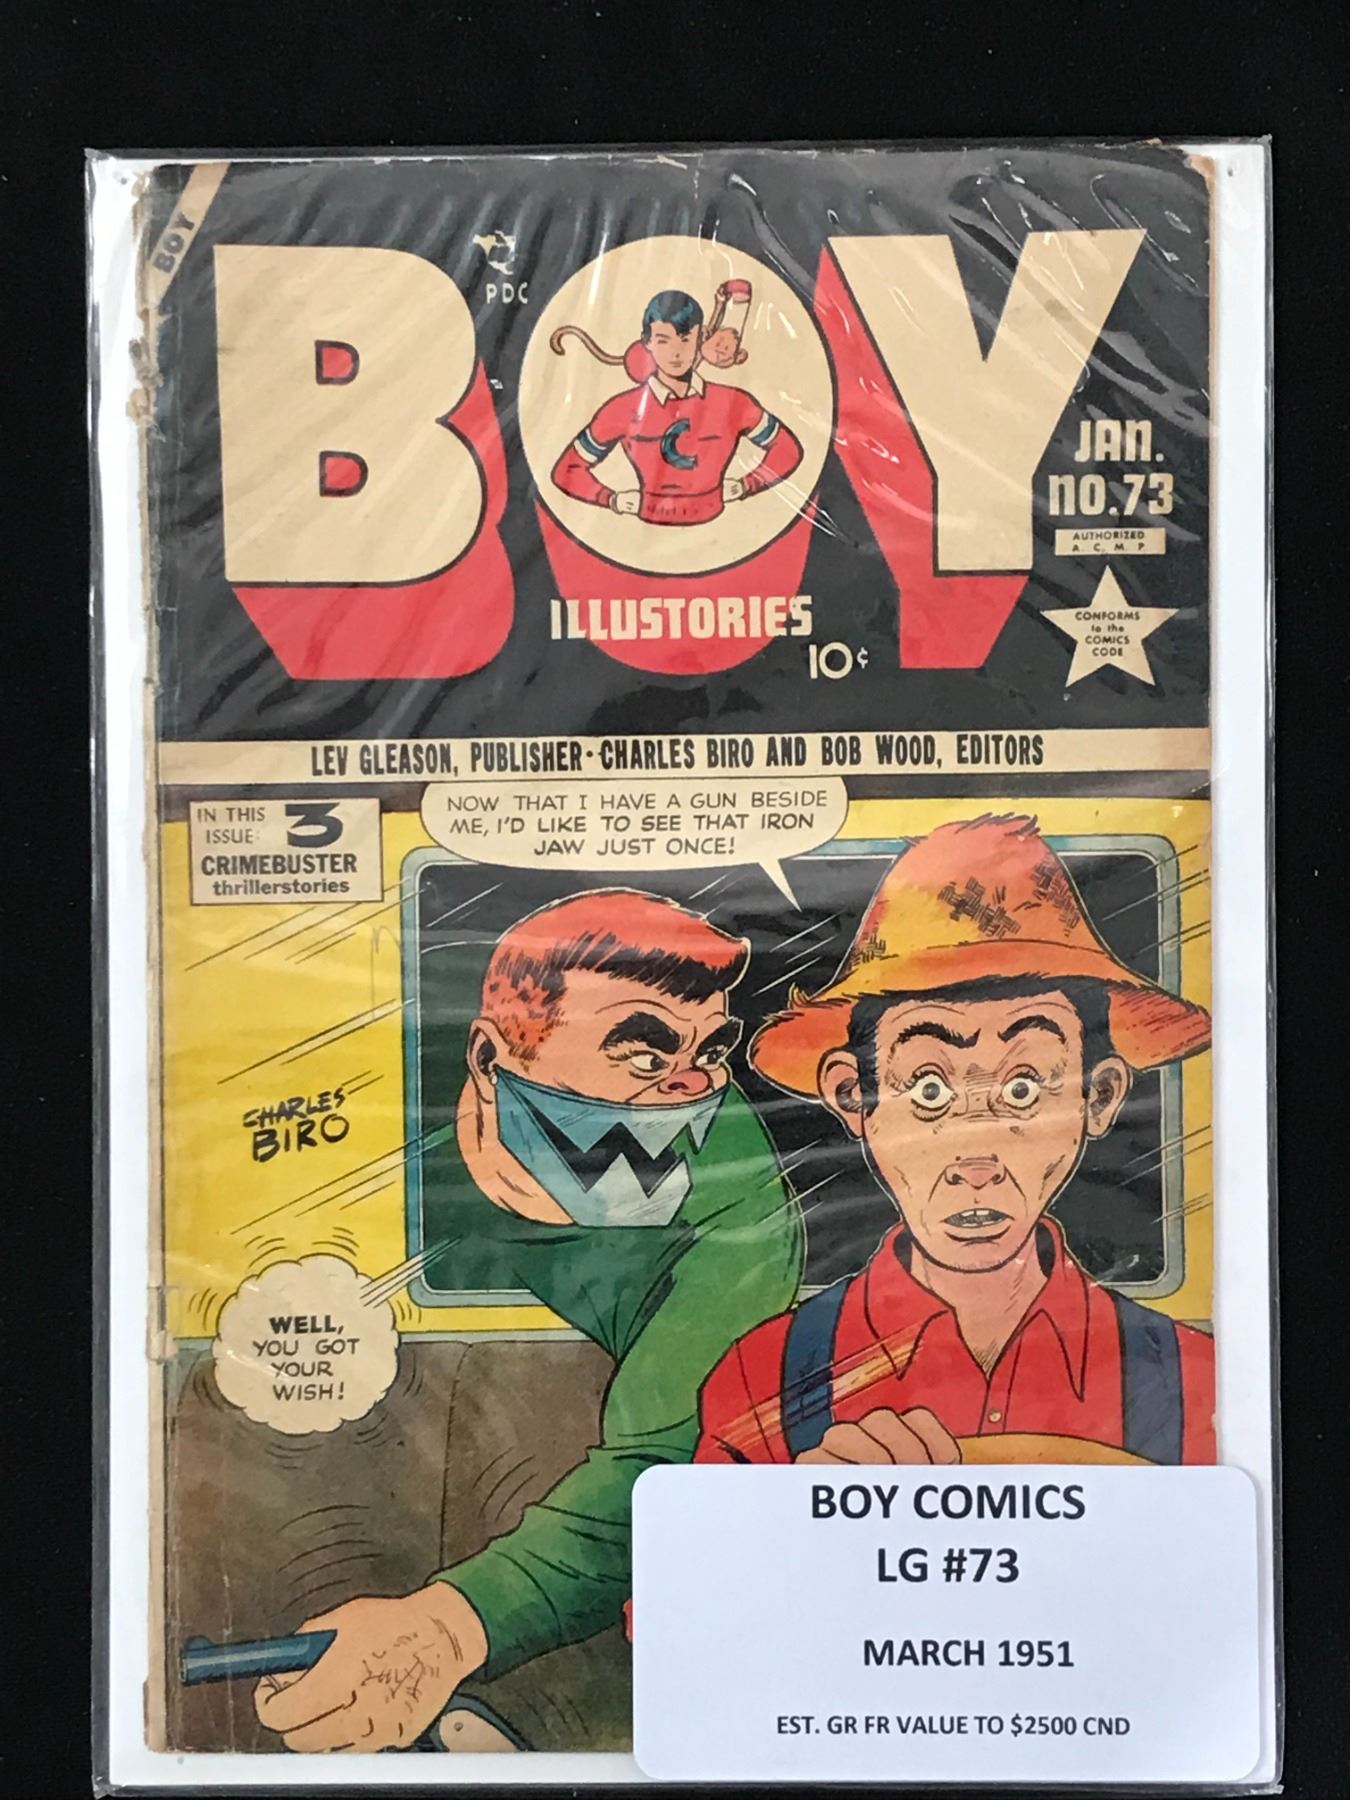 BOY
PDC
BOY
C
JAN.
NO.73
AUTHORIZED
A. C. M. P
ILLUSTORIES
10¢
CONFORMS
to the
COMICS
CODE
LEV GLEASON, PUBLISHER·CHARLES BIRO AND BOB WOOD, EDITORS
IN THIS
ISSUE: 3
CRIMEBUSTER
thrillerstories
NOW THAT I HAVE A GUN BESIDE
ME, I'D LIKE TO SEE THAT IRON
JAW JUST ONCE!
CHARLES
BIRO
WELL,
YOU GOT
YOUR
WISH!
BOY COMICS
LG #73
MARCH 1951
EST. GR FR VALUE TO $2500 CND